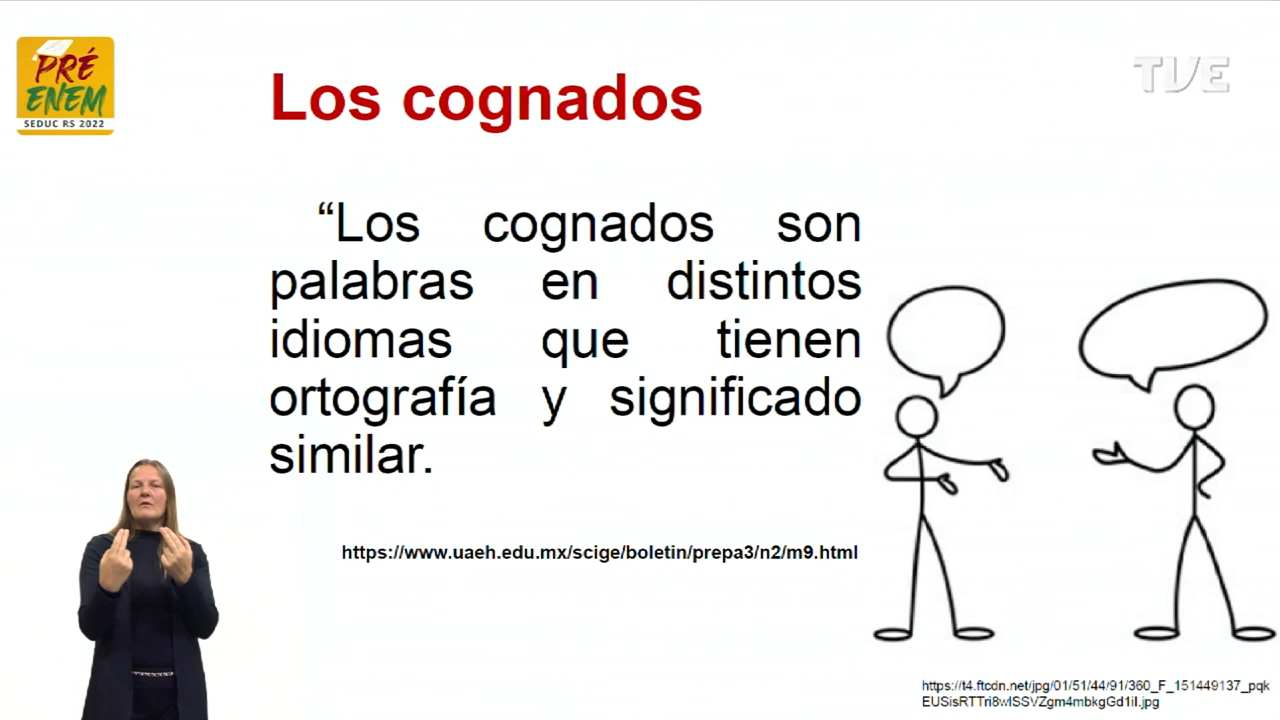 PRÉ
ENEM
SEDUC RS 2022
TVE
Los cognados
“Los cognados son
palabras en distintos
idiomas que tienen
ortografía y significado
similar.
https://www.uaeh.edu.mx/scige/boletin/prepa3/n2/m9.html
https://t4.ftcdn.net/jpg/01/51/44/91/360_F_151449137_pqk